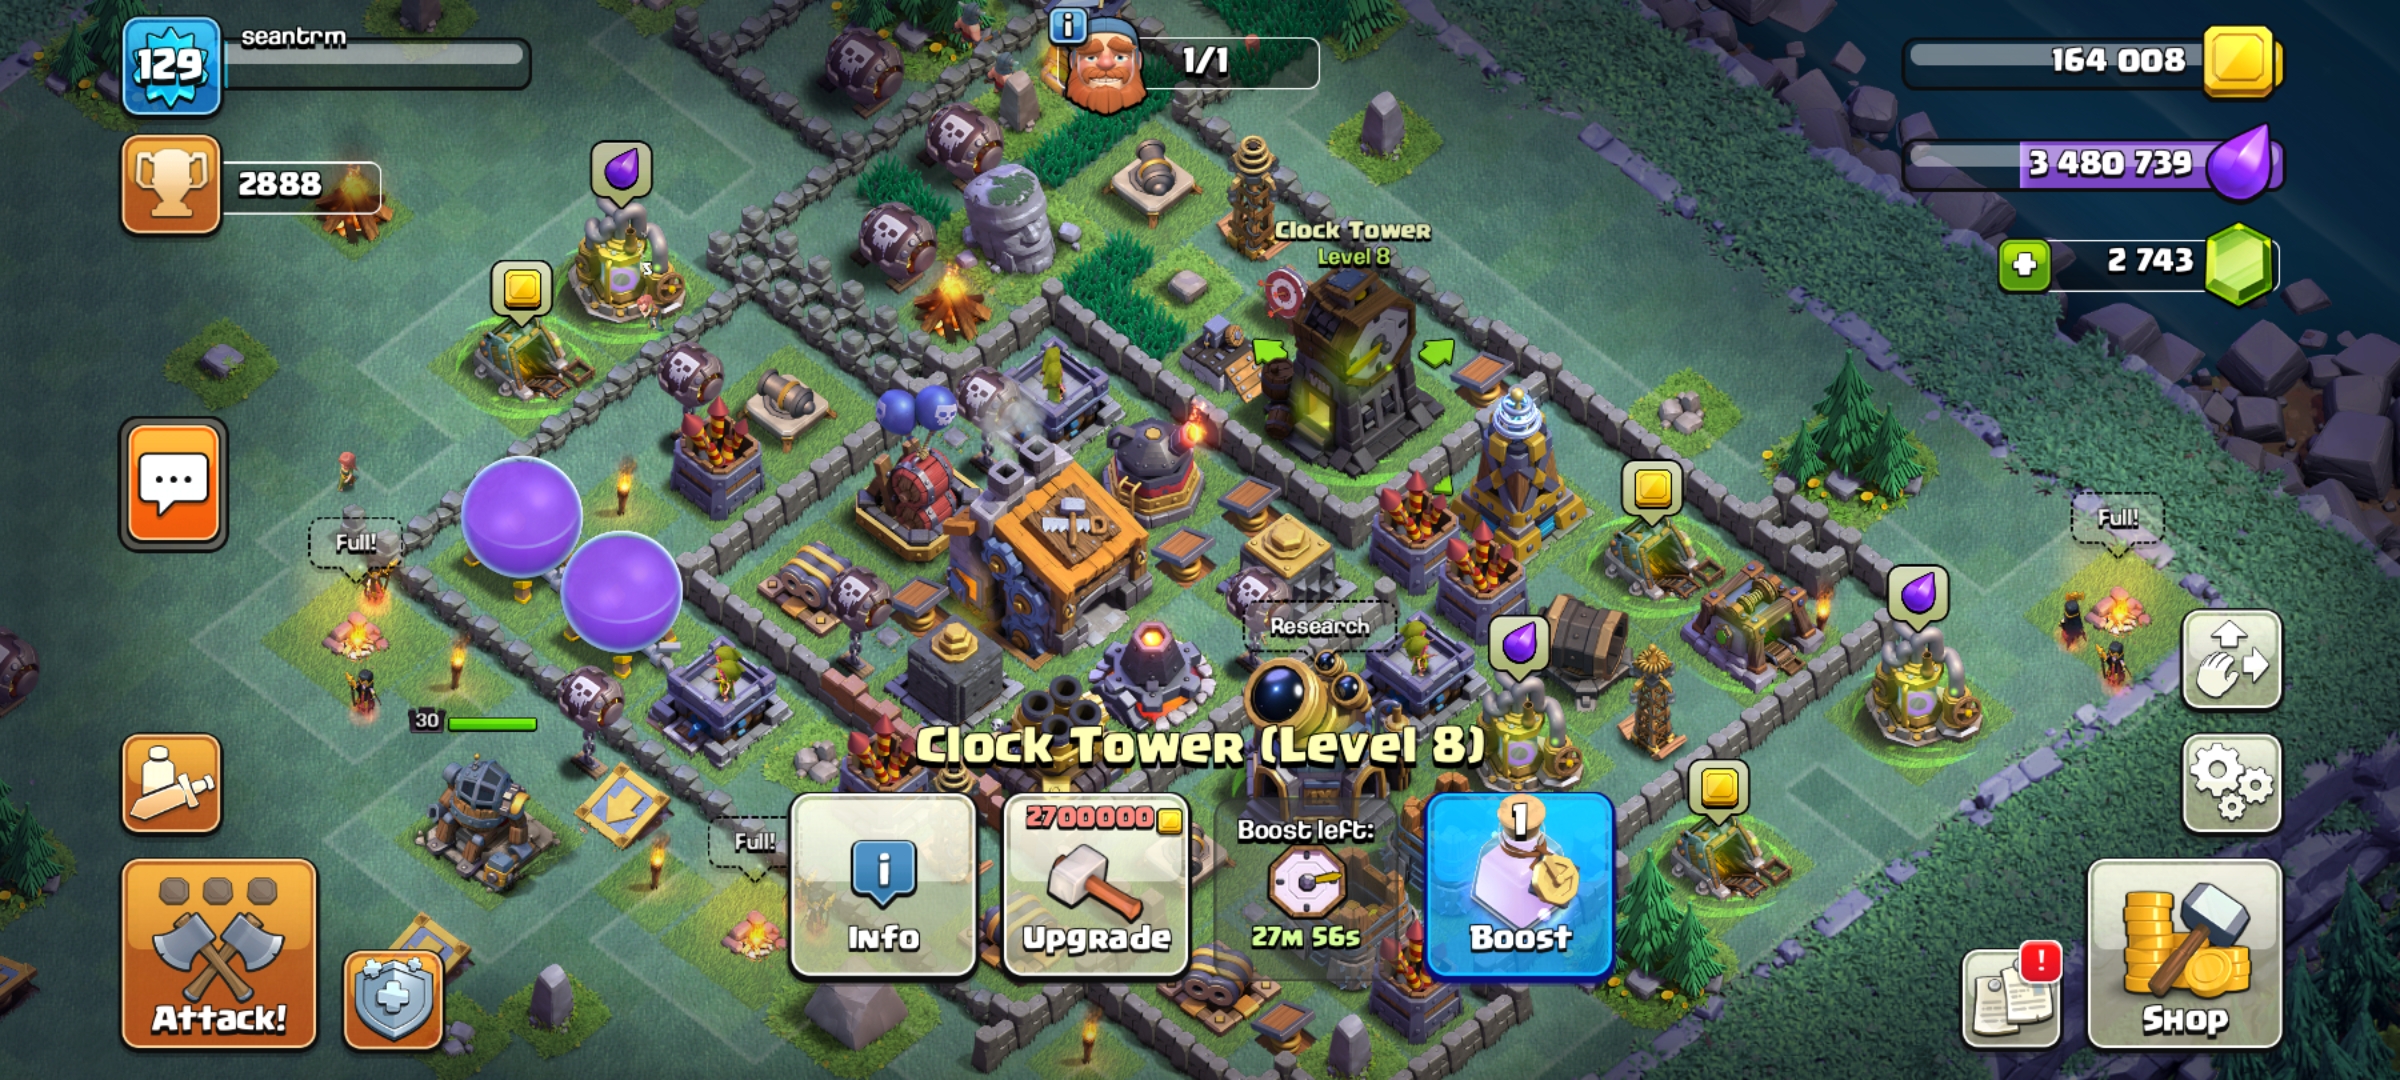 129
seantrm
1/1
164 008
2888
3 480 739
2 743
Clock Tower
Level 8
Full!
Full!
Research
30
Clock Tower (Level 8)
Full!
2700000
Boost left:
1
i
Info
Upgrade
27m 56s
Boost
Attack!
!
Shop